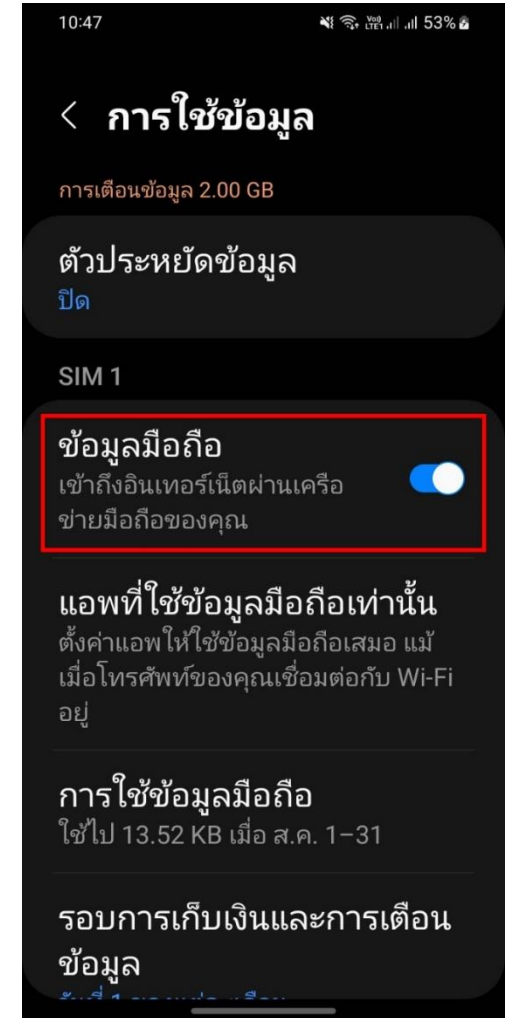 10:47 VoD LTE1 53%
การใช้ข้อมูล
การเตือนข้อมูล 2.00 GB
ตัวประหยัดข้อมูล
ปิด
SIM 1
ข้อมูลมือถือ
เข้าถึงอินเทอร์เน็ตผ่านเครือ
ข่ายมือถือของคุณ
แอพที่ใช้ข้อมูลมือถือเท่านั้น
ตั้งค่าแอพให้ใช้ข้อมูลมือถือเสมอ แม้
เมื่อโทรศัพท์ของคุณเชื่อมต่อกับ Wi-Fi
อยู่
การใช้ข้อมูลมือถือ
ใช้ไป 13.52 KB เมื่อ ส.ค. 1–31
รอบการเก็บเงินและการเตือน
ข้อมูล